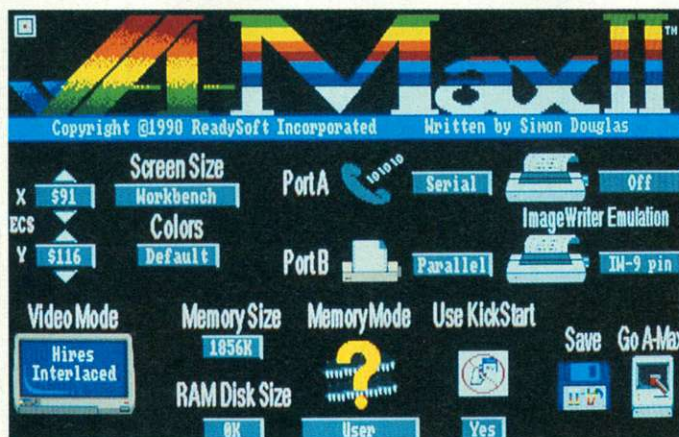 A-Max II TM
Copyright ©1990 ReadySoft Incorporated Written by Simon Douglas
Screen Size
X $91 Workbench
Port A 101010 Serial Off
ECS
Colors
ImageWriter Emulation
Y $116 Default
Port B Parallel IW-9 pin
Video Mode
Memory Size
Memory Mode
Use KickStart
Hires
Interlaced
1856K
Save
Go A-Max
RAM Disk Size
0K
User
Yes